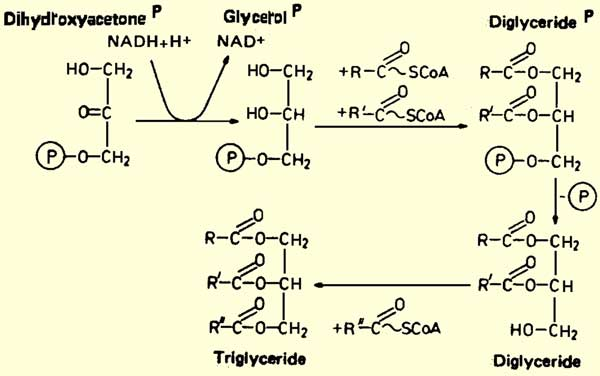 Dihydroxyacetone P
Glycerol P
Diglyceride P
NADH+H+
NAD+
HO-CH₂
O=C
P-O-CH₂
HO-CH₂
HO-CH
P-O-CH₂
+R-C O ~SCoA
+R'-C O ~SCoA
R-C-O-CH₂
O
R'-C-O-CH
O
P-O-CH₂
-P
R-C-O-CH₂
O
R'-C-O-CH
O
R"-C-O-CH₂
O
Triglyceride
+R"-C O ~SCoA
R-C-O-CH₂
O
R'-C-O-CH
O
HO-CH₂
Diglyceride